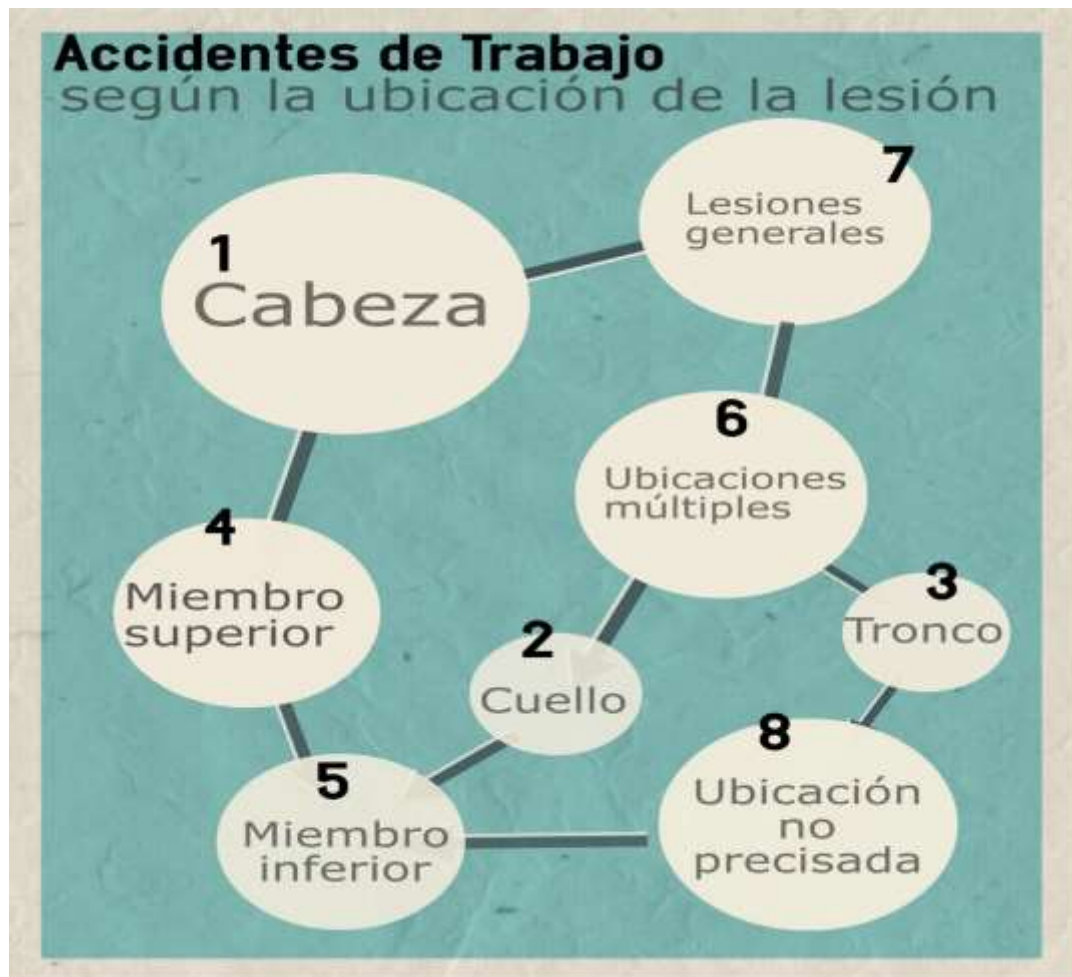 Accidentes de Trabajo
según la ubicación de la lesión
1
Cabeza
7
Lesiones
generales
6
Ubicaciones
múltiples
4
Miembro
superior
3
Tronco
2
Cuello
5
Miembro
inferior
8
Ubicación
no
precisada